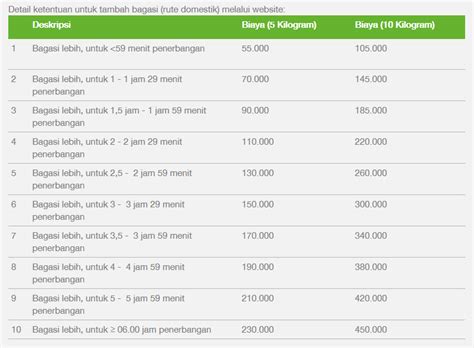 Detail ketentuan untuk tambah bagasi (rute domestik) melalui website:
Deskripsi Biaya (5 Kilogram) Biaya (10 Kilogram)
1 Bagasi lebih, untuk <59 menit penerbangan 55.000 105.000
2 Bagasi lebih, untuk 1 - 1 jam 29 menit 70.000 145.000
penerbangan
3 Bagasi lebih, untuk 1,5 jam - 1 jam 59 menit 90.000 185.000
penerbangan
4 Bagasi lebih, untuk 2 - 2 jam 29 menit 110.000 220.000
penerbangan
5 Bagasi lebih, untuk 2,5 - 2 jam 59 menit 130.000 260.000
penerbangan
6 Bagasi lebih, untuk 3 - 3 jam 29 menit 150.000 300.000
penerbangan
7 Bagasi lebih, untuk 3,5 - 3 jam 59 menit 170.000 340.000
penerbangan
8 Bagasi lebih, untuk 4 - 4 jam 59 menit 190.000 380.000
penerbangan
9 Bagasi lebih, untuk 5 - 5 jam 59 menit 210.000 420.000
penerbangan
10 Bagasi lebih, untuk ≥ 06.00 jam penerbangan 230.000 450.000